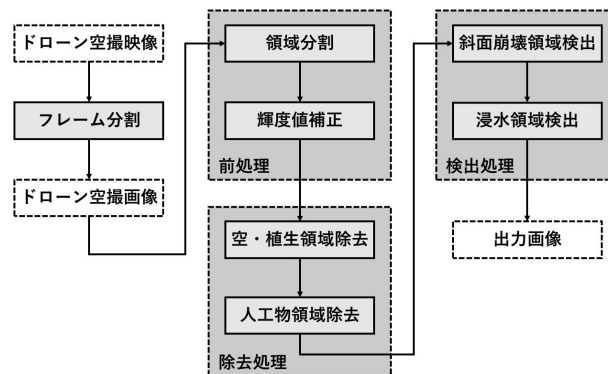 ドローン空撮映像
フレーム分割
ドローン空撮画像
領域分割
輝度値補正
前処理
空・植生領域除去
人工物領域除去
除去処理
斜面崩壊領域検出
浸水領域検出
検出処理
出力画像